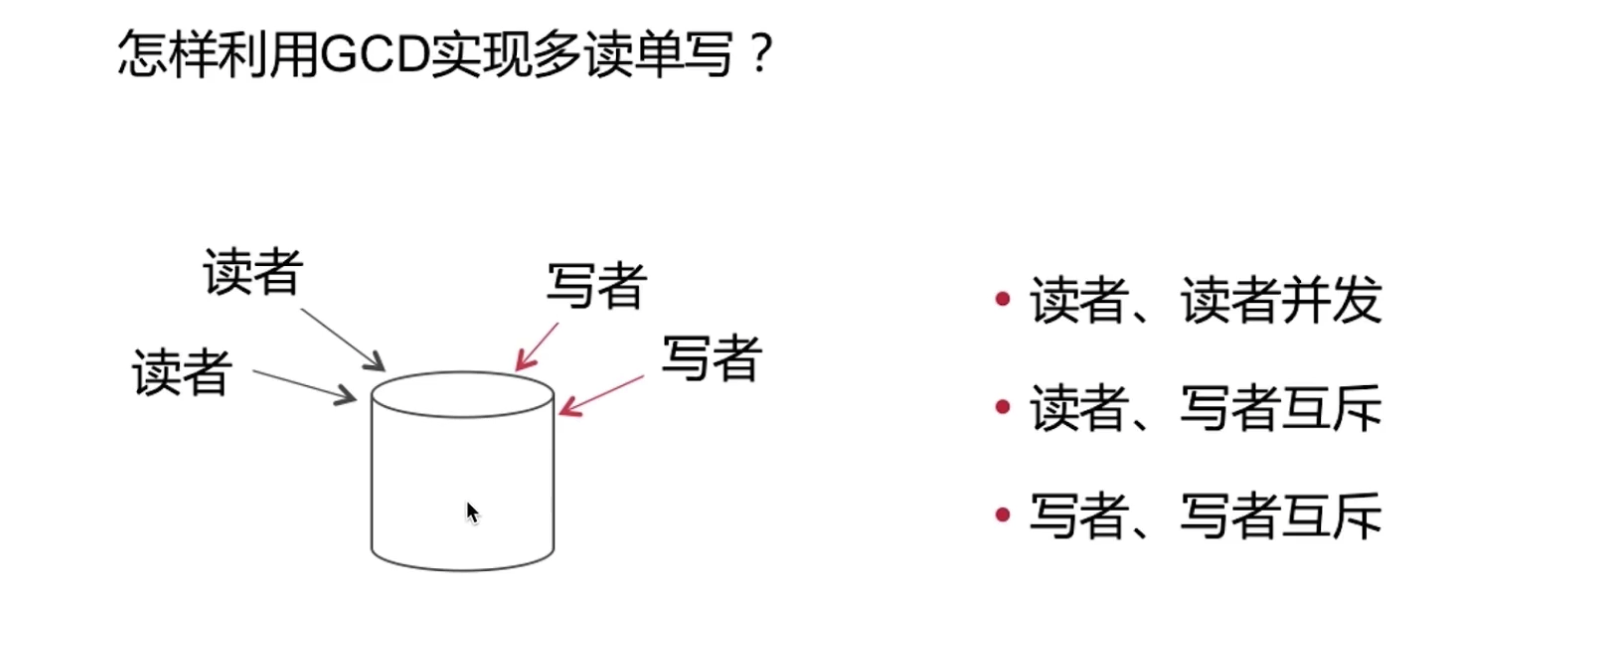 怎样利用GCD实现多读单写？
读者
写者
读者
写者
• 读者、读者并发
• 读者、写者互斥
• 写者、写者互斥